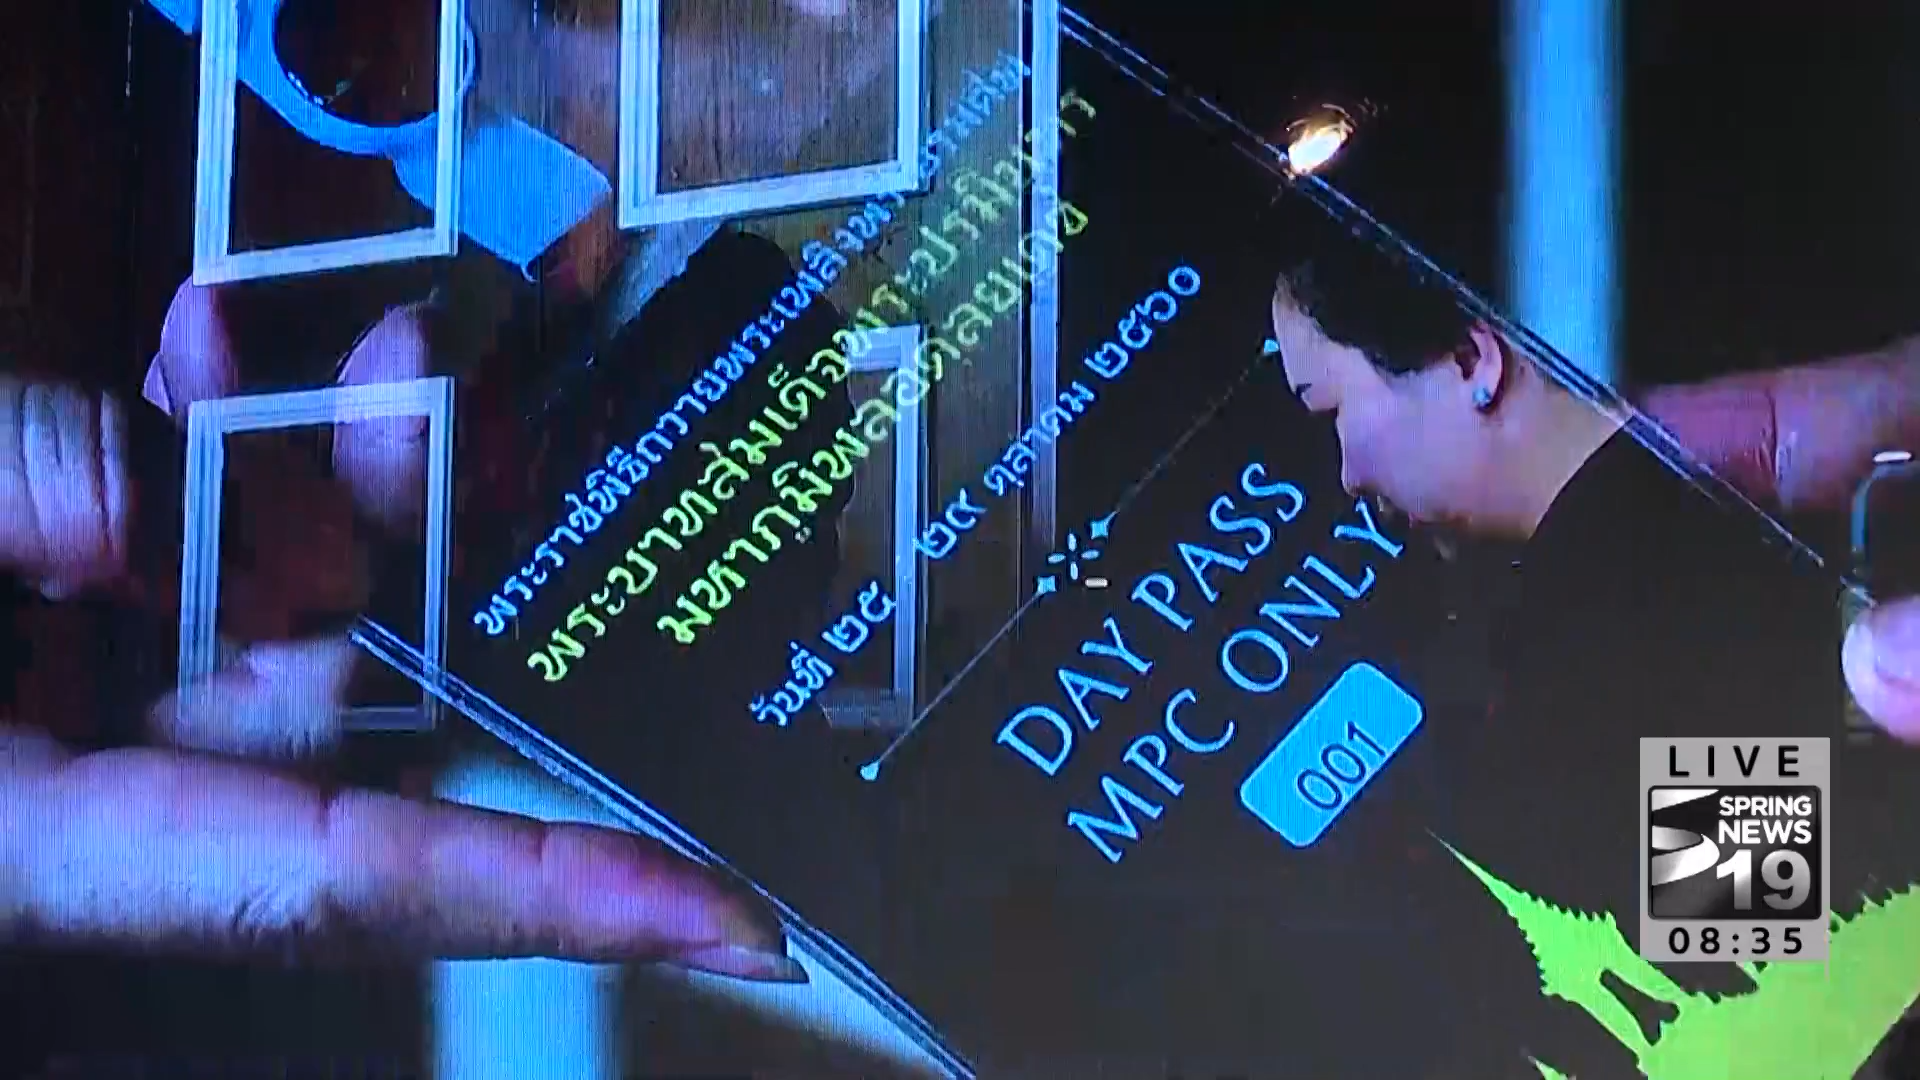 พระราชพิธีถวายพระเพลิงพระบรมศพ
พระบาทสมเด็จพระปรมินทร
มหาภูมิพลอดุลยเดช
วันที่ ๒๕ ๒๙ ตุลาคม ๒๕๖๐
DAY PASS
MPC ONLY
001
LIVE
SPRING
NEWS
19
08:35